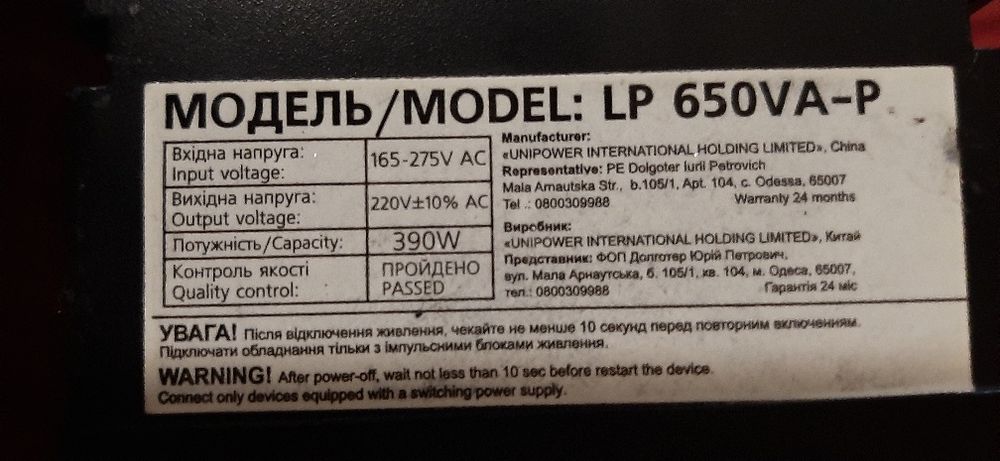 МОДЕЛЬ/MODEL: LP 650VA-P
Вхідна напруга:
Input voltage:
165-275V AC
Вихідна напруга:
Output voltage:
220V±10% AC
Потужність/Capacity:
390W
Контроль якості
Quality control:
ПРОЙДЕНО
PASSED
Manufacturer:
«UNIPOWER INTERNATIONAL HOLDING LIMITED», China
Representative: PE Dolgoter Iurii Petrovich
Mala Arnautska Str., b.105/1, Apt. 104, c. Odessa, 65007
Tel .: 0800309988 Warranty 24 months
Виробник:
«UNIPOWER INTERNATIONAL HOLDING LIMITED», Китай
Представник: ФОП Долготер Юрій Петрович,
вул. Мала Арнаутська, б. 105/1, кв. 104, м. Одеса, 65007,
тел.: 0800309988 Гарантія 24 міс
УВАГА! Після відключення живлення, чекайте не менше 10 секунд перед повторним включенням.
Підключати обладнання тільки з імпульсними блоками живлення.
WARNING! After power-off, wait not less than 10 sec before restart the device.
Connect only devices equipped with a switching power supply.